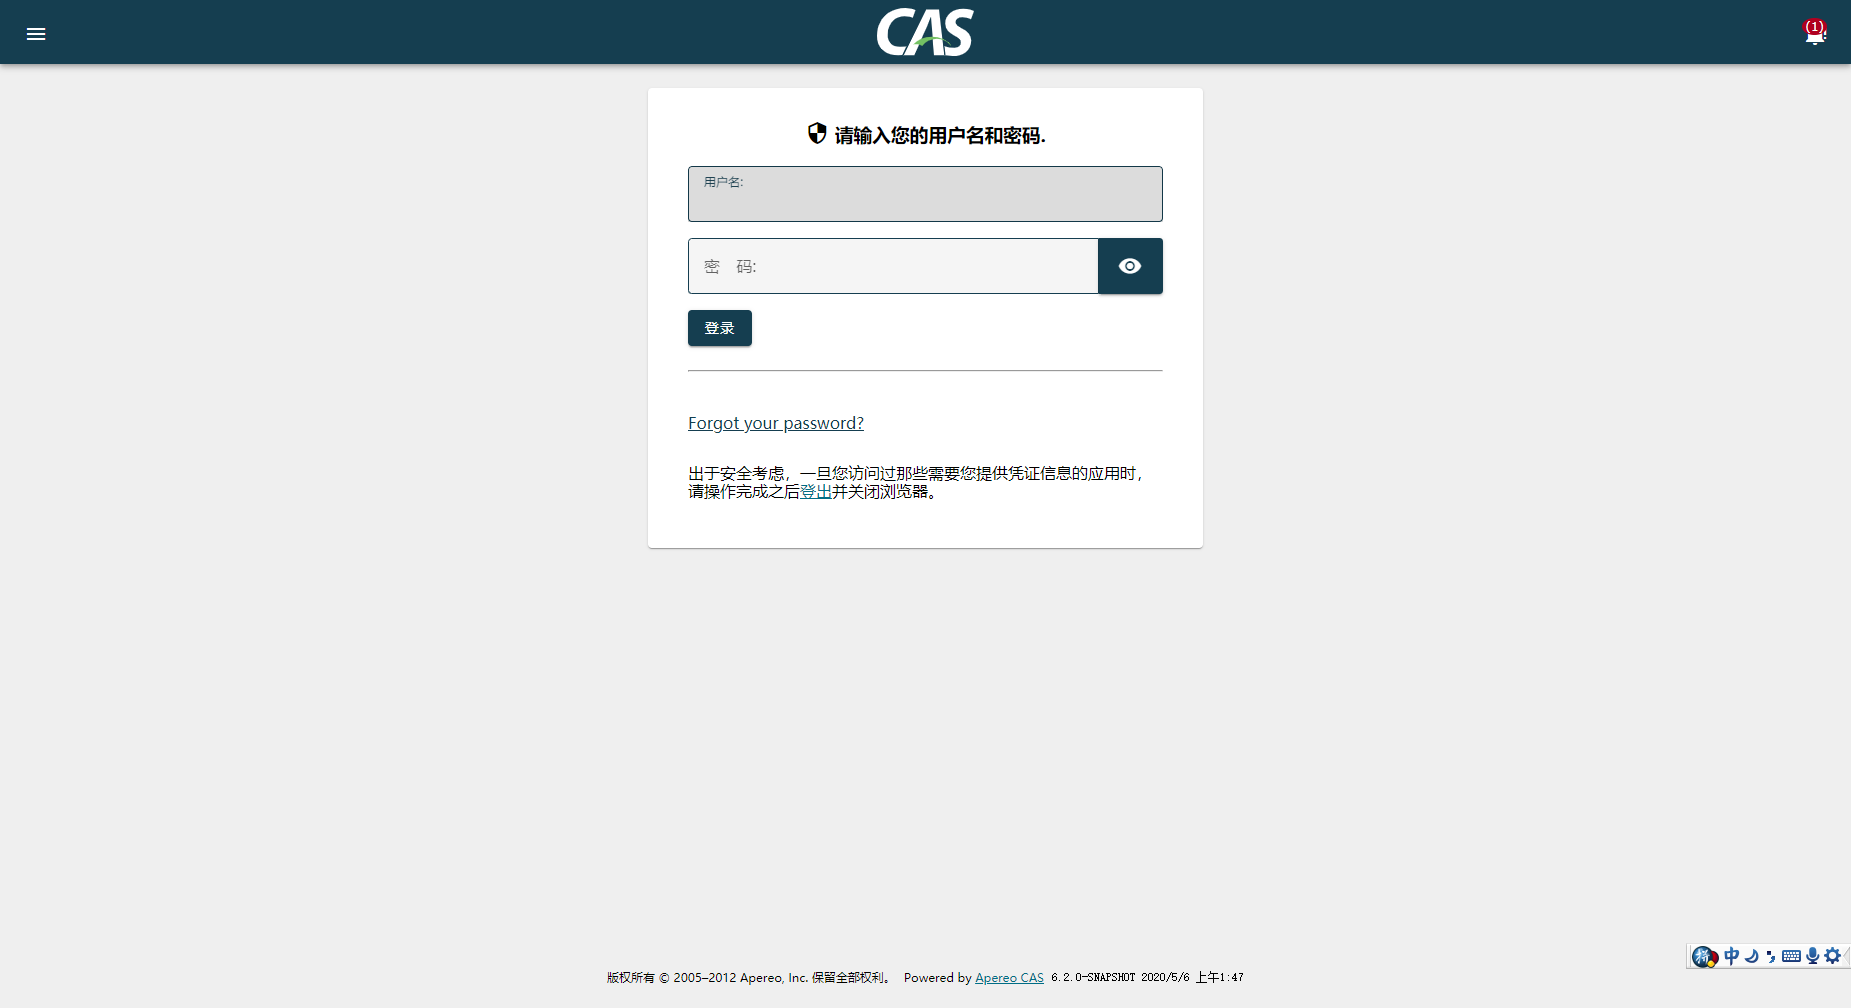 CAS
(1)
请输入您的用户名和密码.
用户名:
密 码:
登录
Forgot your password?
出于安全考虑，一旦您访问过那些需要您提供凭证信息的应用时，
请操作完成之后登出并关闭浏览器。
拼 中
版权所有 © 2005–2012 Apereo, Inc. 保留全部权利。 Powered by Apereo CAS 6.2.0-SNAPSHOT 2020/5/6 上午1:47